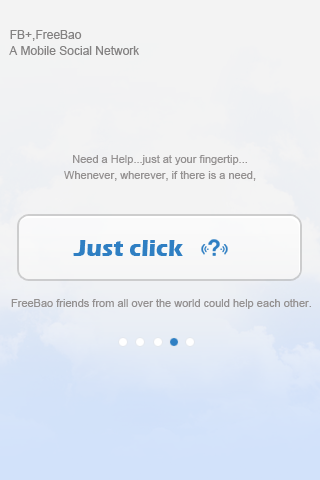 FB+,FreeBao
A Mobile Social Network
Need a Help...just at your fingertip...
Whenever, wherever, if there is a need,
Just click ?
FreeBao friends from all over the world could help each other.